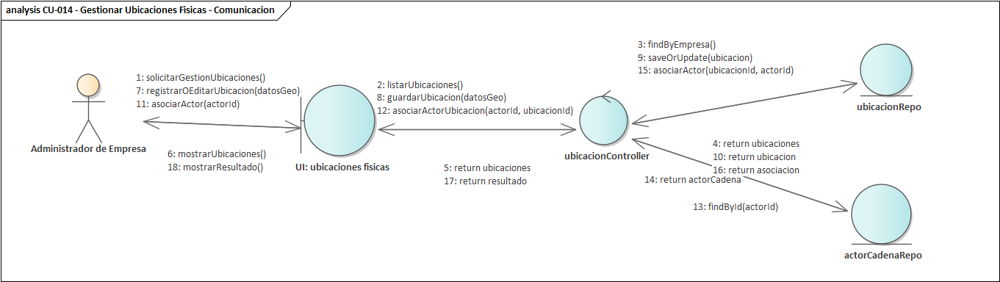 analysis CU-014 - Gestionar Ubicaciones Fisicas - Comunicacion
1: solicitarGestionUbicaciones()
7: registrarOEditarUbicacion(datosGeo)
11: asociarActor(actorId)
Administrador de Empresa
6: mostrarUbicaciones()
18: mostrarResultado()
UI: ubicaciones fisicas
2: listarUbicaciones()
8: guardarUbicacion(datosGeo)
12: asociarActorUbicacion(actorId, ubicacionId)
5: return ubicaciones
17: return resultado
ubicacionController
3: findByEmpresa()
9: saveOrUpdate(ubicacion)
15: asociarActor(ubicacionId, actorId)
ubicacionRepo
4: return ubicaciones
10: return ubicacion
16: return asociacion
14: return actorCadena
13: findById(actorId)
actorCadenaRepo